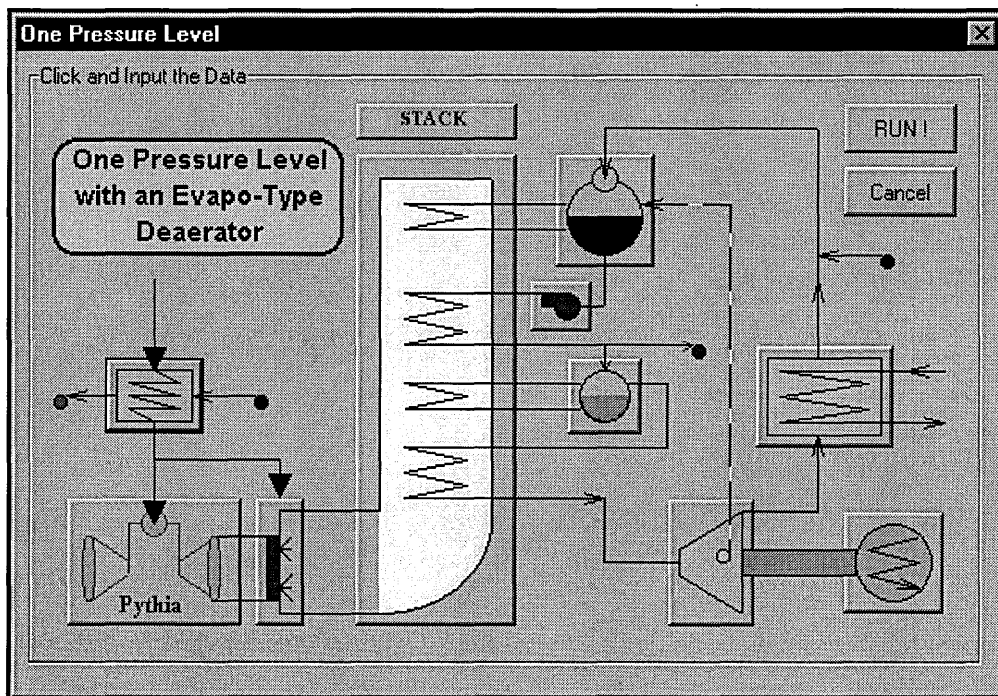 One Pressure Level
Click and Input the Data
STACK
RUN !
One Pressure Level
with an Evapo-Type
Deaerator
Cancel
Pythia